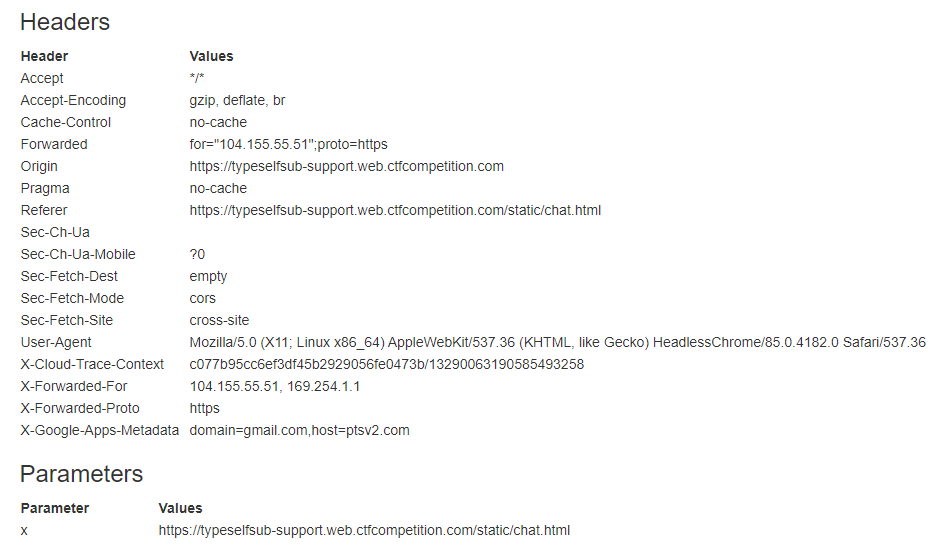 Headers
Header Values
Accept */*
Accept-Encoding gzip, deflate, br
Cache-Control no-cache
Forwarded for="104.155.55.51";proto=https
Origin https://typeselfsub-support.web.ctfcompetition.com
Pragma no-cache
Referer https://typeselfsub-support.web.ctfcompetition.com/static/chat.html
Sec-Ch-Ua
Sec-Ch-Ua-Mobile ?0
Sec-Fetch-Dest empty
Sec-Fetch-Mode cors
Sec-Fetch-Site cross-site
User-Agent Mozilla/5.0 (X11; Linux x86_64) AppleWebKit/537.36 (KHTML, like Gecko) HeadlessChrome/85.0.4182.0 Safari/537.36
X-Cloud-Trace-Context c077b95cc6ef3df45b2929056fe0473b/13290063190585493258
X-Forwarded-For 104.155.55.51, 169.254.1.1
X-Forwarded-Proto https
X-Google-Apps-Metadata domain=gmail.com,host=ptsv2.com
Parameters
Parameter Values
x https://typeselfsub-support.web.ctfcompetition.com/static/chat.html